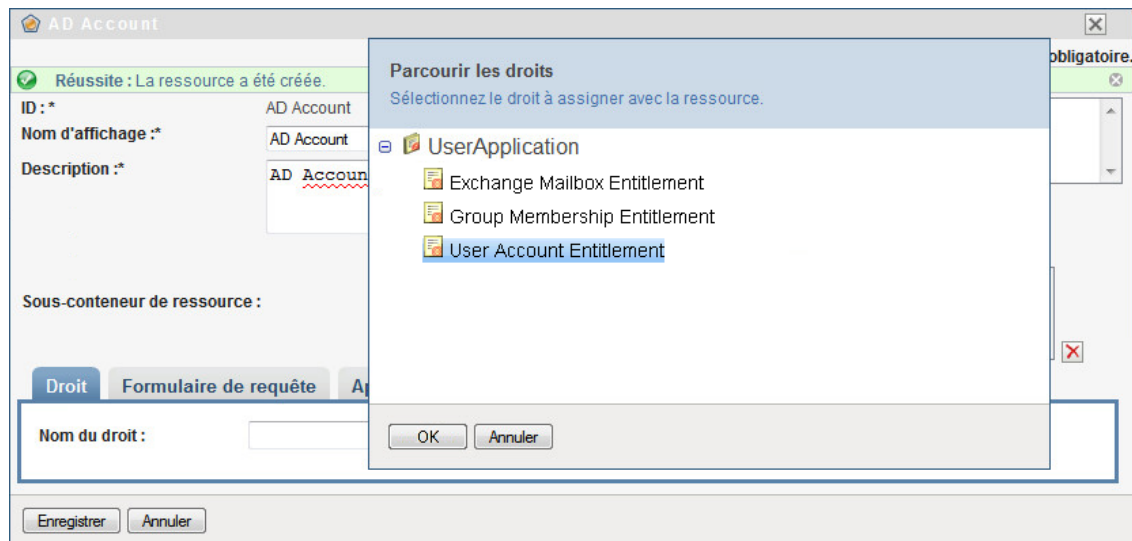 AD Account
obligatoire.
Réussite : La ressource a été créée.
ID : * AD Account
Nom d'affichage :* AD Account
Description :* AD Accoun
Sous-conteneur de ressource :
Droit Formulaire de requête
Nom du droit :
Enregistrer Annuler
Parcourir les droits
Sélectionnez le droit à assigner avec la ressource.
UserApplication
Exchange Mailbox Entitlement
Group Membership Entitlement
User Account Entitlement
OK Annuler